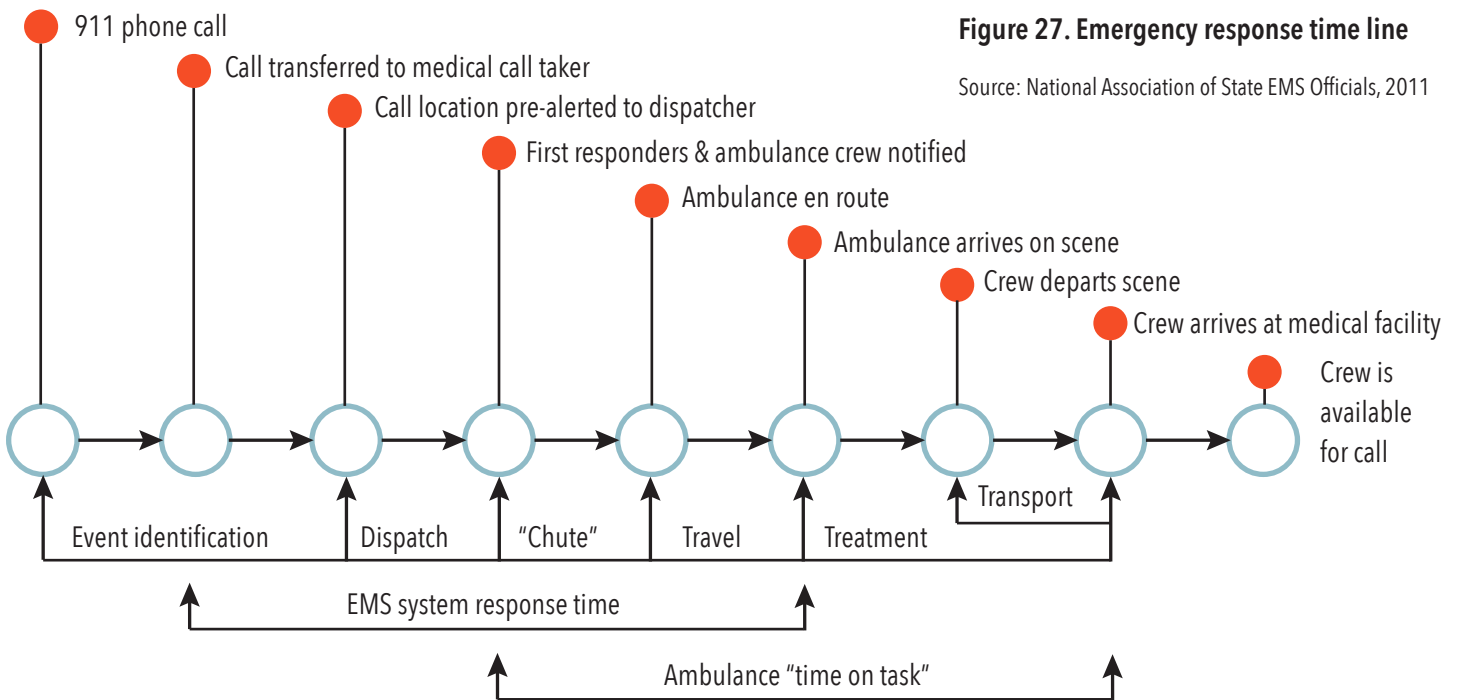 911 phone call
Figure 27. Emergency response time line
Call transferred to medical call taker
Source: National Association of State EMS Officials, 2011
Call location pre-alerted to dispatcher
First responders & ambulance crew notified
Ambulance en route
Ambulance arrives on scene
Crew departs scene
Crew arrives at medical facility
Crew is
available
for call
Transport
Event identification
Dispatch
“Chute”
Travel
Treatment
EMS system response time
Ambulance “time on task”